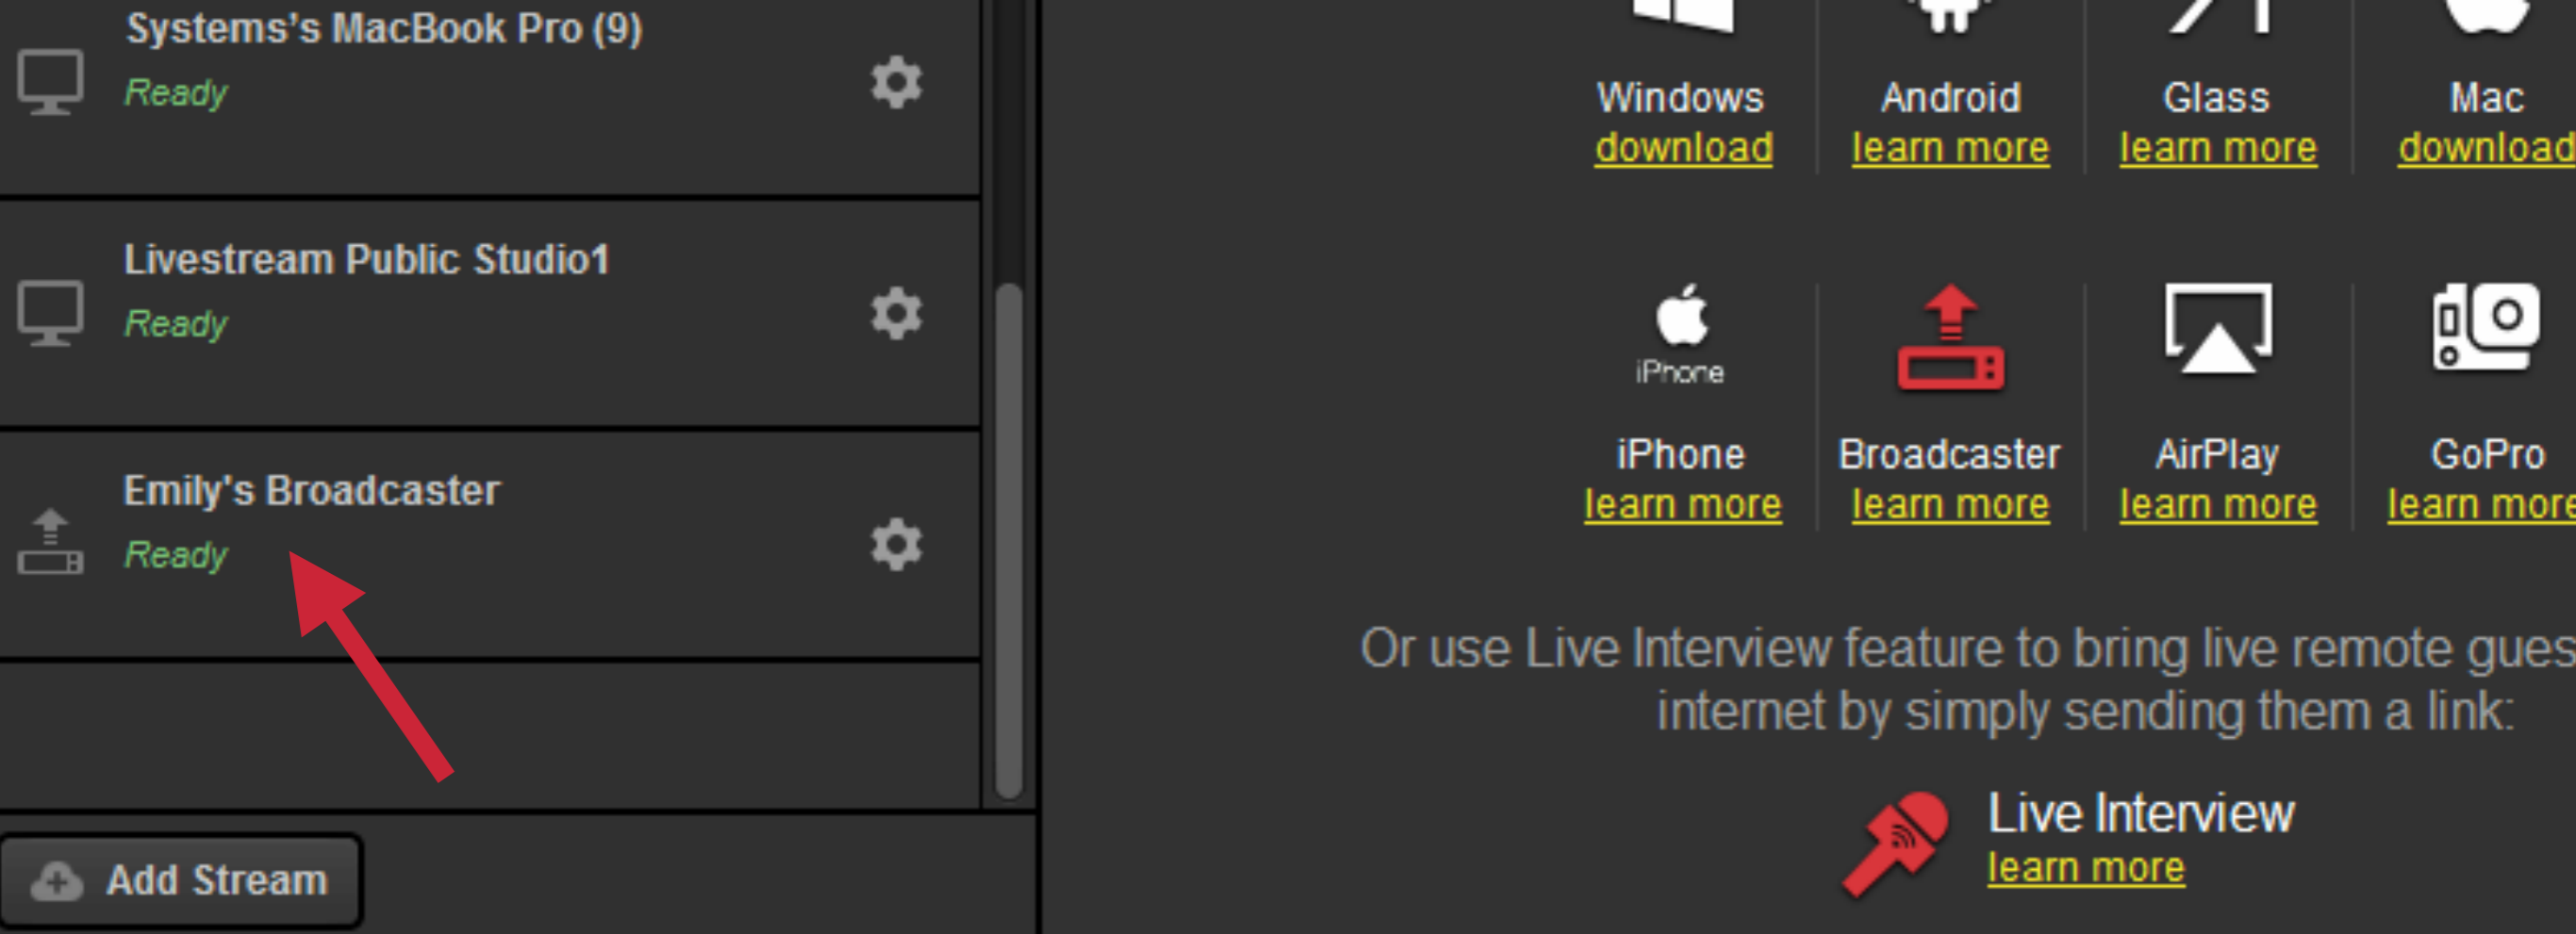 Systems's MacBook Pro (9)
Ready
Livestream Public Studio1
Ready
Emily's Broadcaster
Ready
Add Stream
Windows Android Glass Mac
download learn more learn more download
iPhone
iPhone Broadcaster AirPlay GoPro
learn more learn more learn more learn more
Or use Live Interview feature to bring live remote gues
internet by simply sending them a link:
Live Interview
learn more